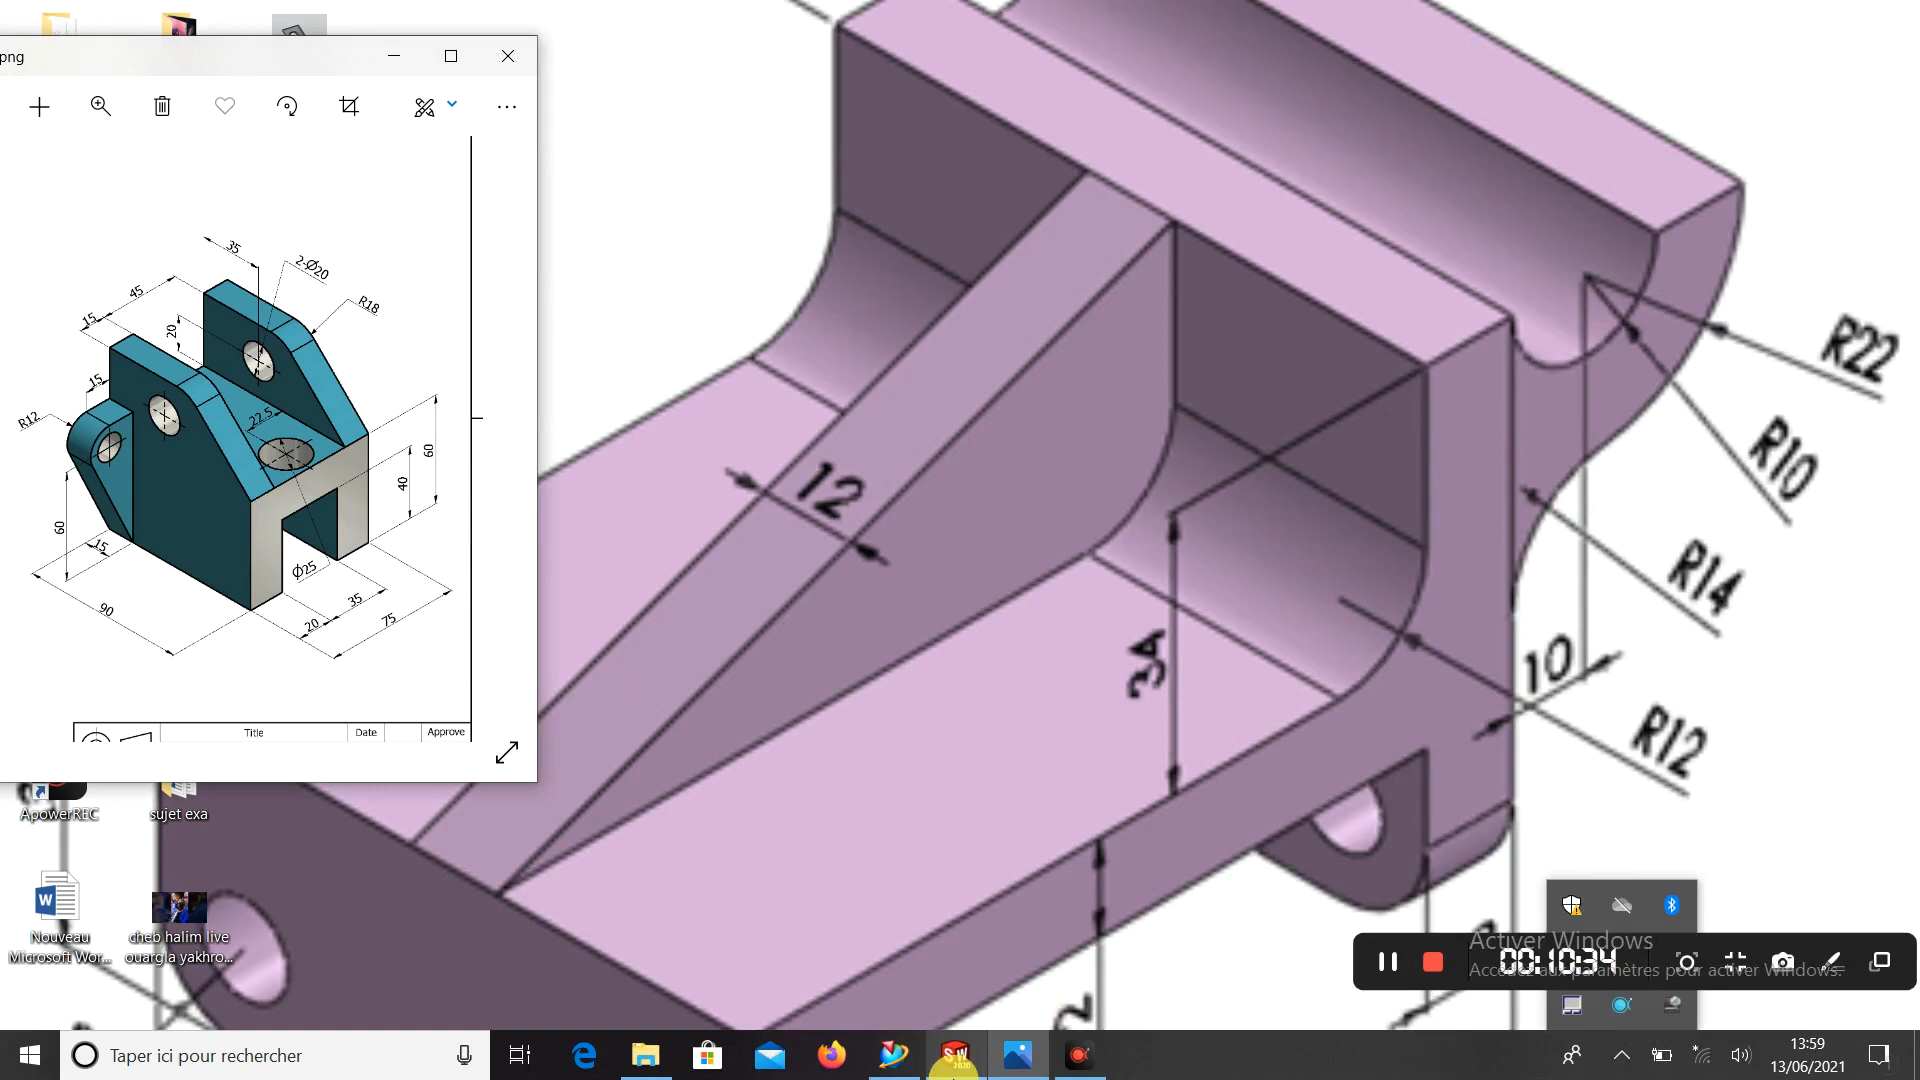 png
35
2-Ø20
R18
45
15
20
15
R12
22.5
60
40
60
15
Ø25
90
35
20
75
Title
Date
Approve
12
R22
R10
R14
10
R12
ApowerREC
sujet exa
Nouveau
Microsoft Wor...
cheb halim live
ouargla yakhro...
Activer Windows
Accédez aux paramètres pour activer Windows.
00:10:34
Taper ici pour rechercher
SW
2020
13:59
13/06/2021